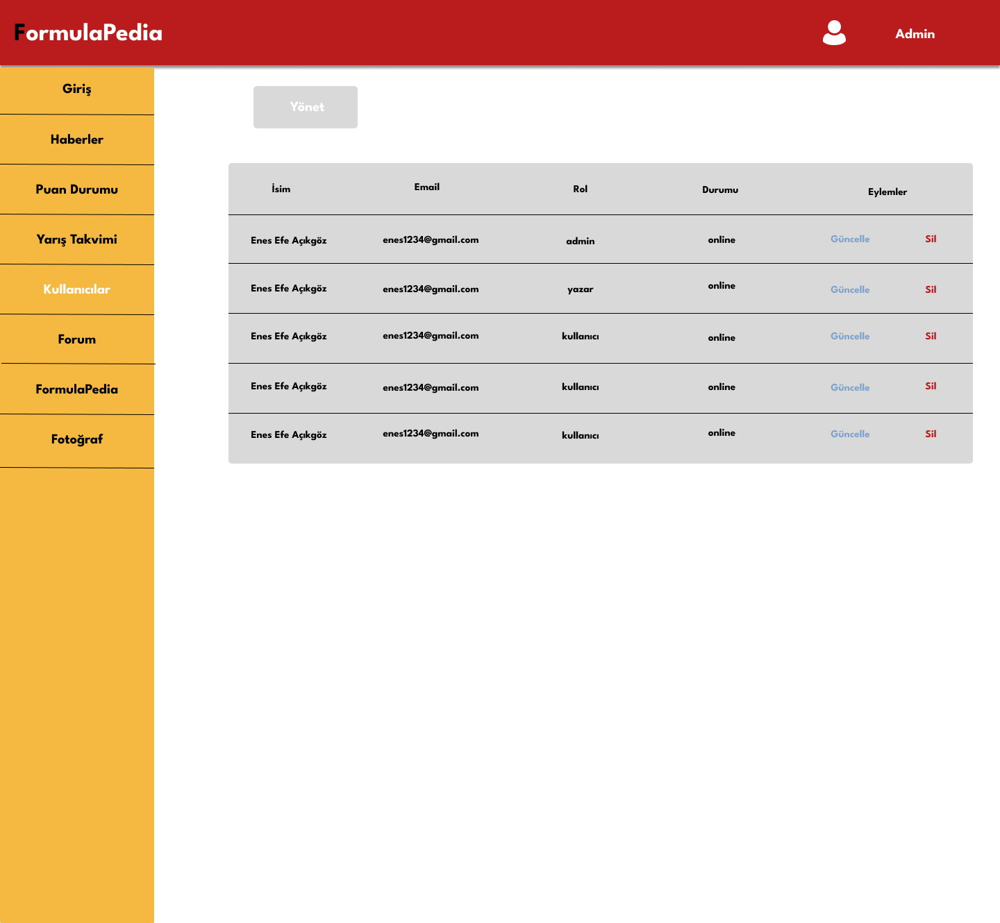 FormulaPedia
Admin
Giriş
Haberler
Puan Durumu
Yarış Takvimi
Kullanıcılar
Forum
FormulaPedia
Fotoğraf
Yönet
İsim Email Rol Durumu Eylemler
Enes Efe Açıkgöz enes1234@gmail.com admin online Güncelle Sil
Enes Efe Açıkgöz enes1234@gmail.com yazar online Güncelle Sil
Enes Efe Açıkgöz enes1234@gmail.com kullanıcı online Güncelle Sil
Enes Efe Açıkgöz enes1234@gmail.com kullanıcı online Güncelle Sil
Enes Efe Açıkgöz enes1234@gmail.com kullanıcı online Güncelle Sil